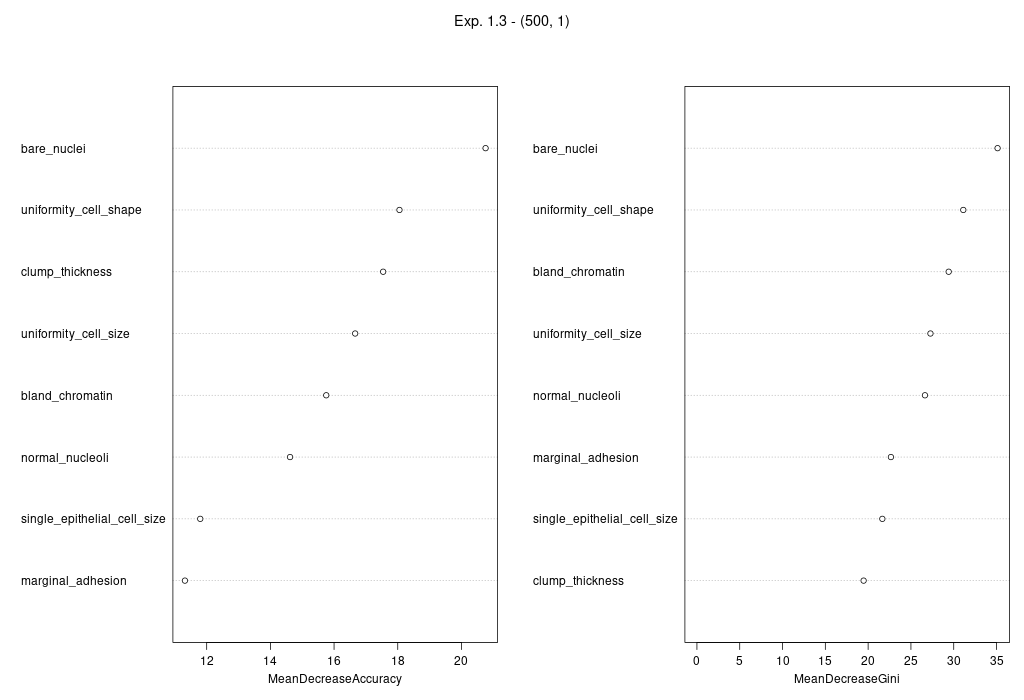 Exp. 1.3 - (500, 1)
bare_nuclei
uniformity_cell_shape
clump_thickness
uniformity_cell_size
bland_chromatin
normal_nucleoli
single_epithelial_cell_size
marginal_adhesion
12 14 16 18 20
MeanDecreaseAccuracy
bare_nuclei
uniformity_cell_shape
bland_chromatin
uniformity_cell_size
normal_nucleoli
marginal_adhesion
single_epithelial_cell_size
clump_thickness
0 5 10 15 20 25 30 35
MeanDecreaseGini